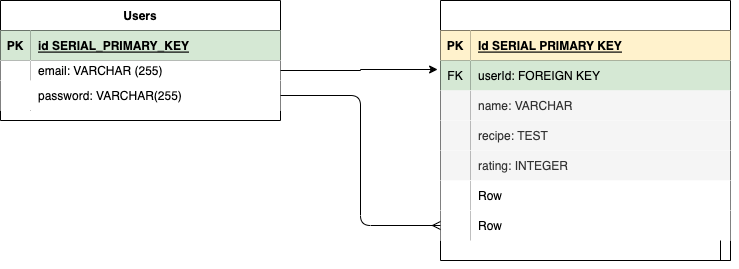 Users
PK id SERIAL_PRIMARY_KEY
email: VARCHAR (255)
password: VARCHAR(255)
PK Id SERIAL PRIMARY KEY
FK userId: FOREIGN KEY
name: VARCHAR
recipe: TEST
rating: INTEGER
Row
Row